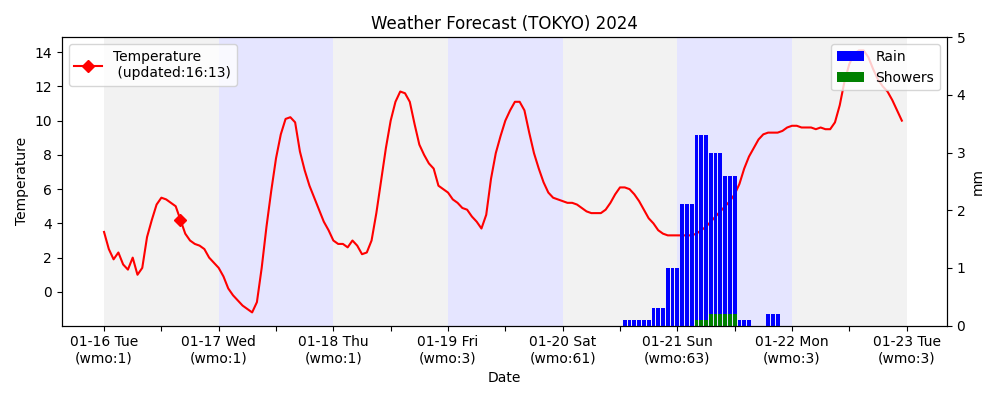 Weather Forecast (TOKYO) 2024
Temperature
(updated:16:13)
Rain
Showers
14
12
10
8
6
4
2
0
Temperature
5
4
3
2
1
0
mm
01-16 Tue
(wmo:1)
01-17 Wed
(wmo:1)
01-18 Thu
(wmo:1)
01-19 Fri
(wmo:3)
01-20 Sat
(wmo:61)
01-21 Sun
(wmo:63)
01-22 Mon
(wmo:3)
01-23 Tue
(wmo:3)
Date